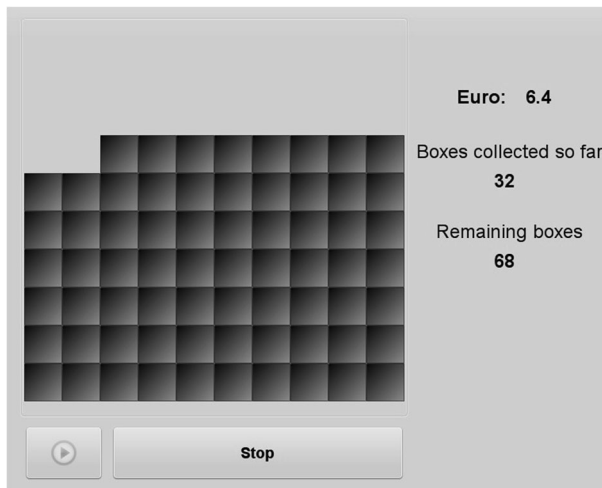 Euro: 6.4
Boxes collected so far
32
Remaining boxes
68
Stop